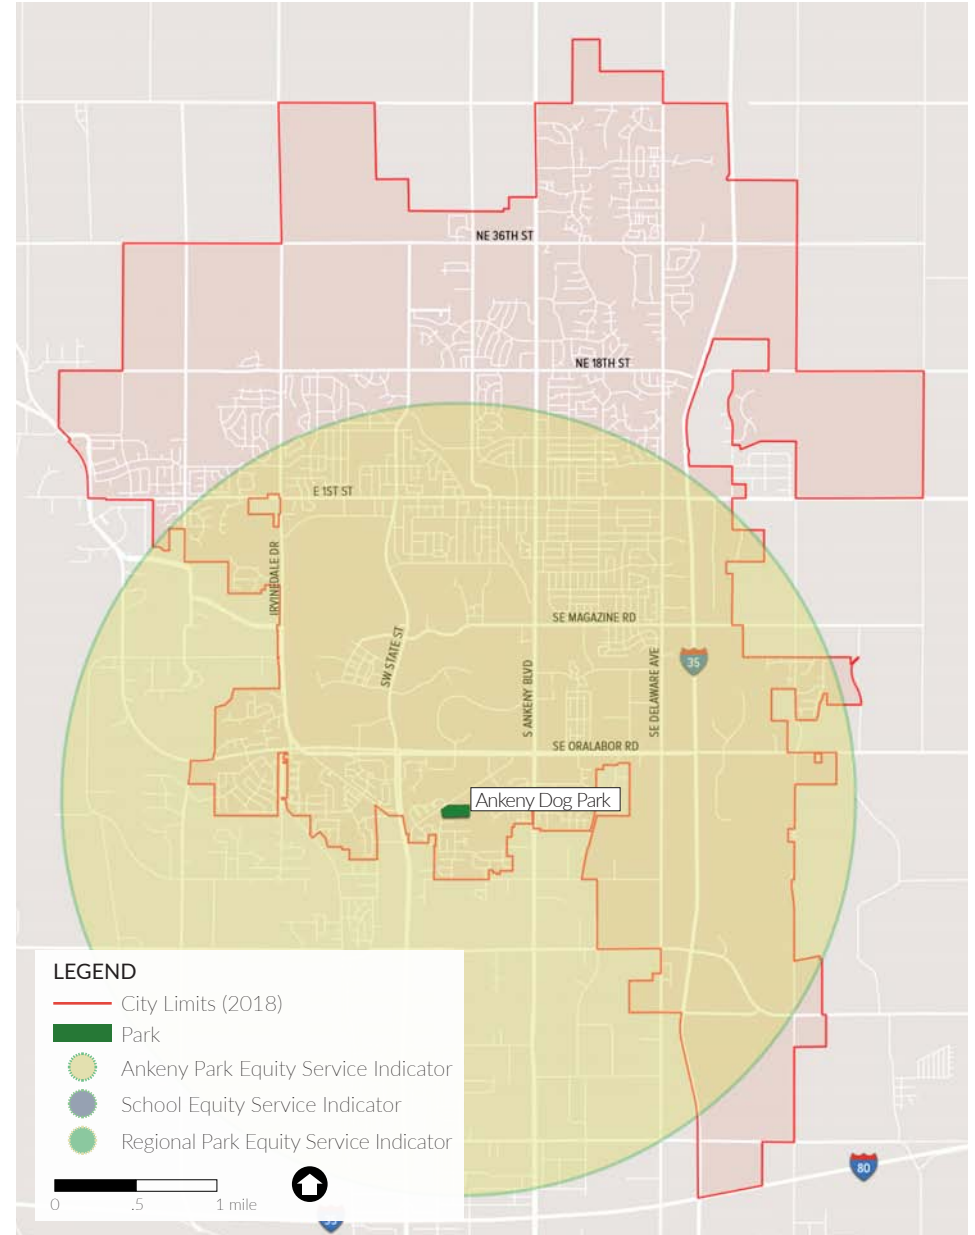 NE 36TH ST
NE 18TH ST
E 1ST ST
IRVINEDALE DR
SE MAGAZINE RD
SW STATE ST
S ANKENY BLVD
SE DELAWARE AVE
35
SE ORALABOR RD
Ankeny Dog Park
LEGEND
City Limits (2018)
Park
Ankeny Park Equity Service Indicator
School Equity Service Indicator
Regional Park Equity Service Indicator
0 .5 1 mile
80